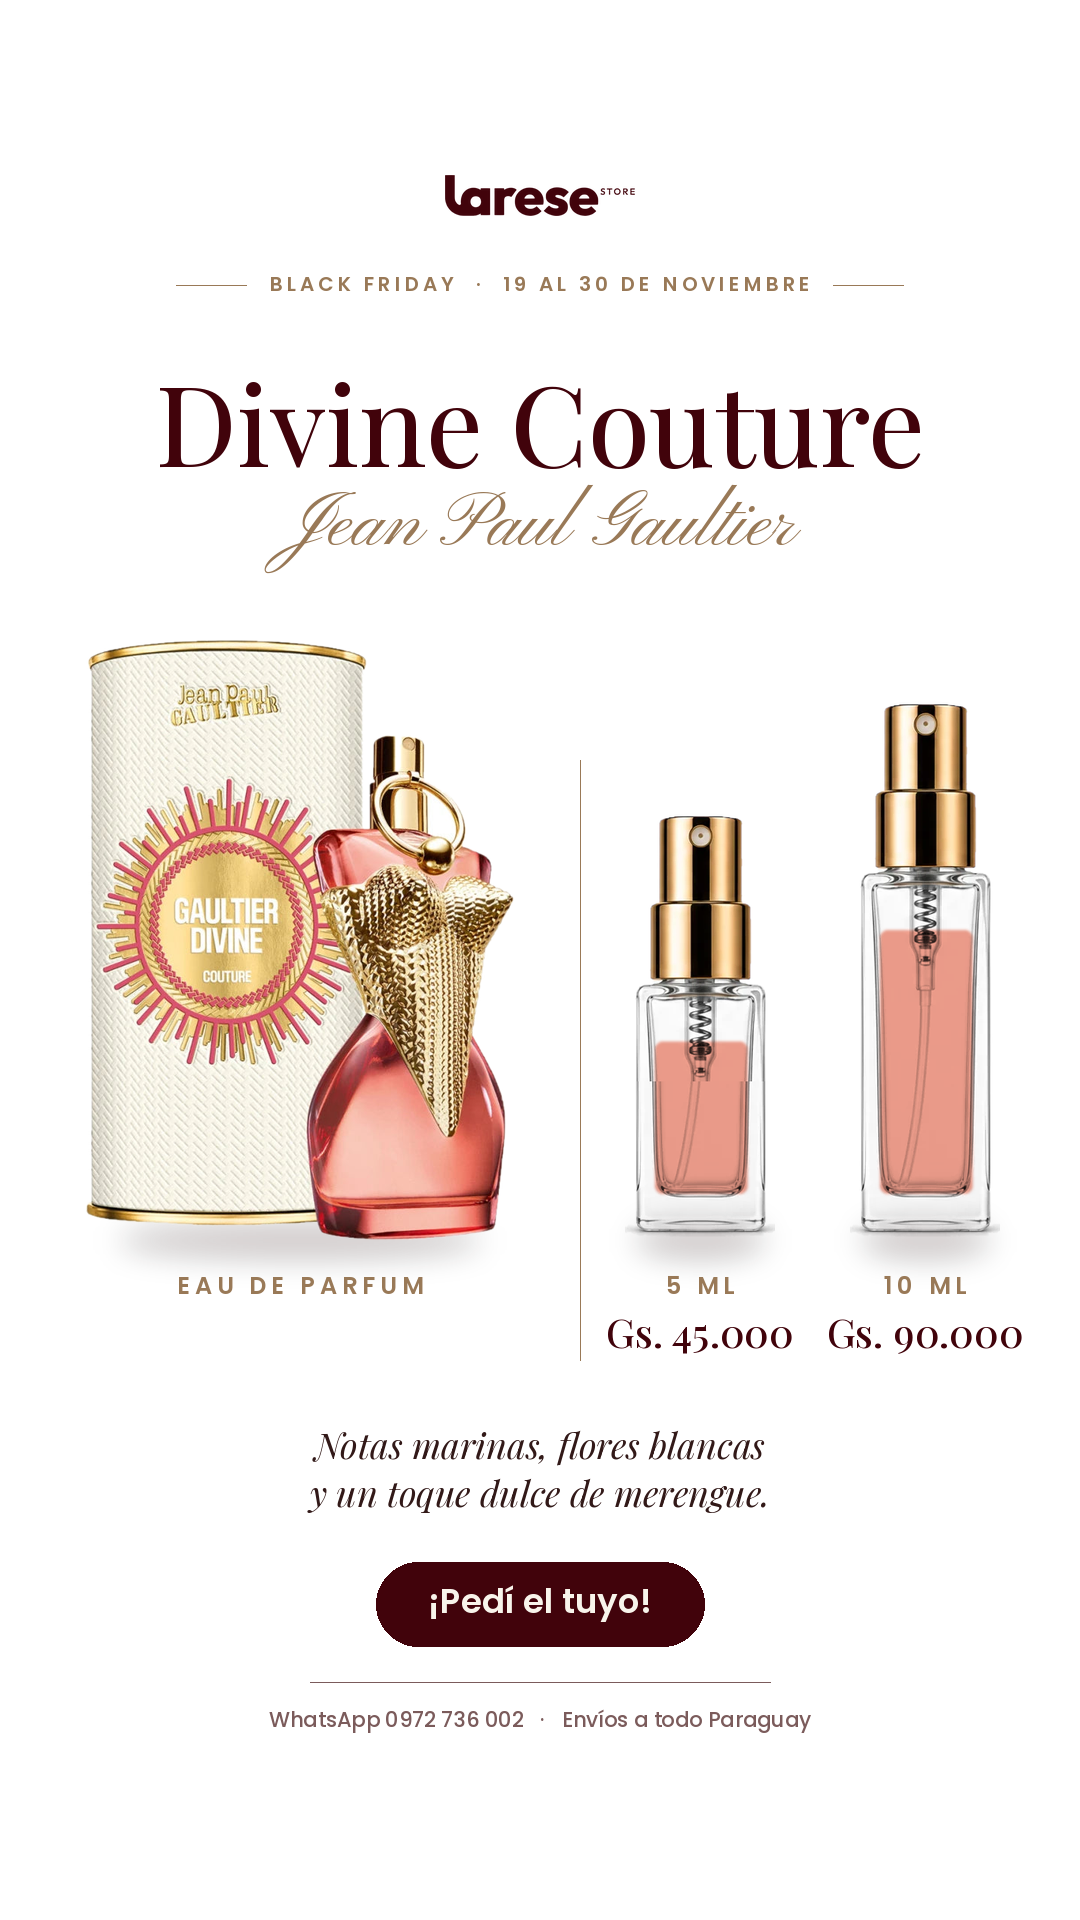 Larese STORE
BLACK FRIDAY · 19 AL 30 DE NOVIEMBRE
Divine Couture
Jean Paul Gaultier
Jean Paul
GAULTIER
GAULTIER
DIVINE
COUTURE
EAU DE PARFUM
5 ML
Gs. 45.000
10 ML
Gs. 90.000
Notas marinas, flores blancas
y un toque dulce de merengue.
¡Pedí el tuyo!
WhatsApp 0972 736 002 · Envíos a todo Paraguay